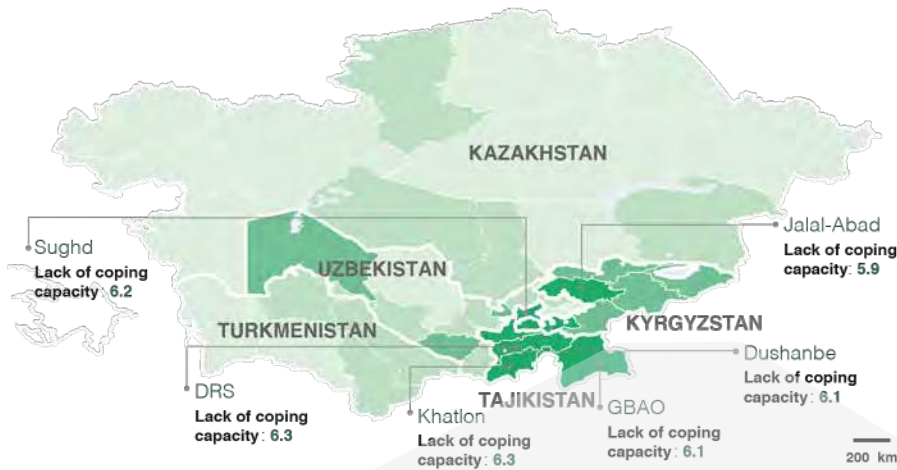 KAZAKHSTAN
Jalal-Abad
Lack of coping
capacity: 5.9
Sughd
Lack of coping
capacity: 6.2
UZBEKISTAN
TURKMENISTAN
KYRGYZSTAN
Dushanbe
Lack of coping
capacity: 6.1
DRS
Lack of coping
capacity: 6.3
TAJIKISTAN
Khatlon
Lack of coping
capacity: 6.3
GBAO
Lack of coping
capacity: 6.1
200 km